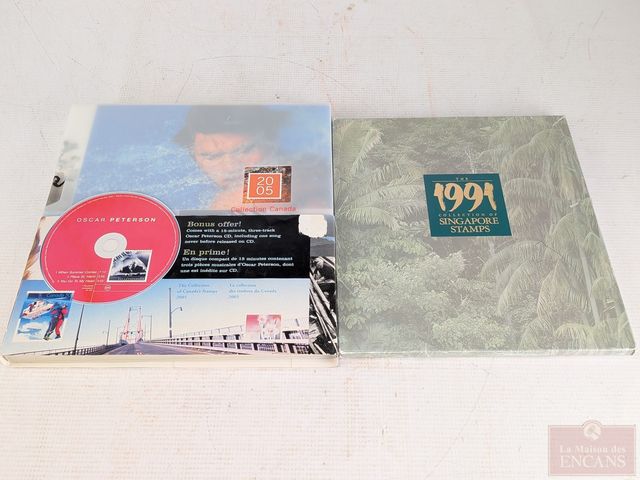 20
05
Collection Canada
OSCAR PETERSON
Bonus offer!
Comes with a 15-minute, three-track
Oscar Peterson CD, including one song
never before released on CD.
En prime!
Un disque compact de 15 minutes contenant
trois pièces musicales d'Oscar Peterson, dont
une est inédite sur CD.
The Collection
of Canada's Stamps
2005
La collection
des timbres du Canada
2005
THE
1991
COLLECTION OF
SINGAPORE
STAMPS
La Maison des
ENCANS